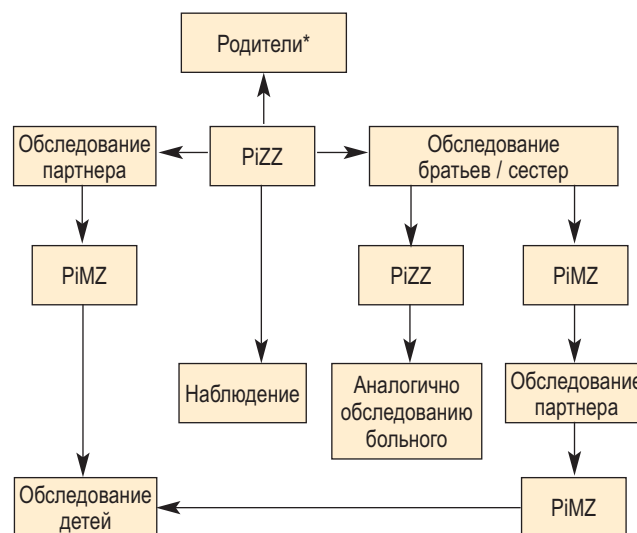 Родители*
Обследование
партнера
PiZZ
Обследование
братьев / сестер
PiMZ
PiZZ
PiMZ
Наблюдение
Аналогично
обследованию
больного
Обследование
партнера
Обследование
детей
PiMZ